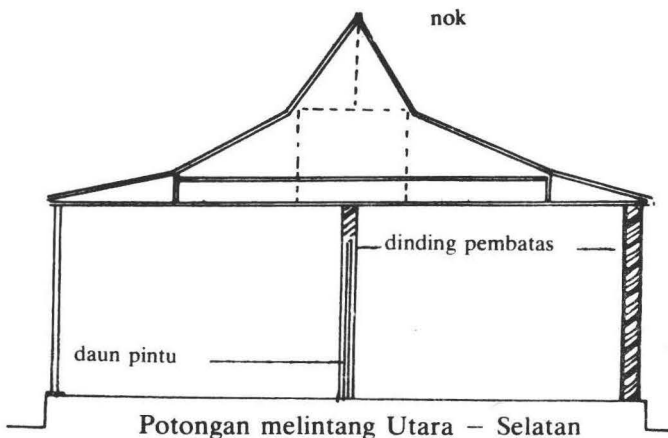 nok
dinding pembatas
daun pintu
Potongan melintang Utara – Selatan